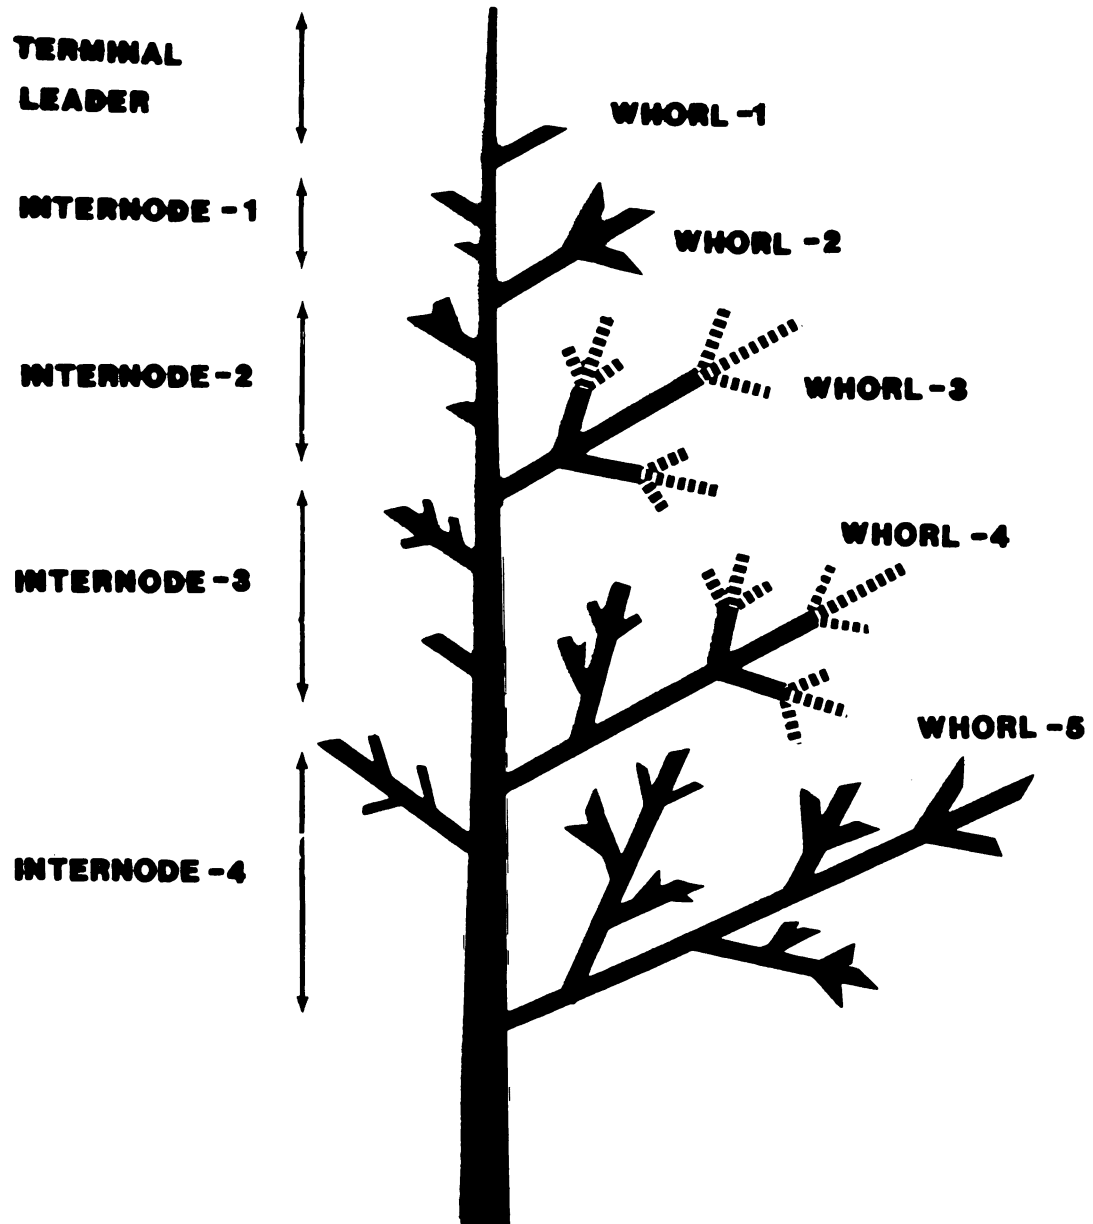 TERMINAL
LEADER
WHORL -1
INTERNODE -1
WHORL -2
INTERNODE -2
WHORL -3
WHORL -4
INTERNODE -3
WHORL -5
INTERNODE -4